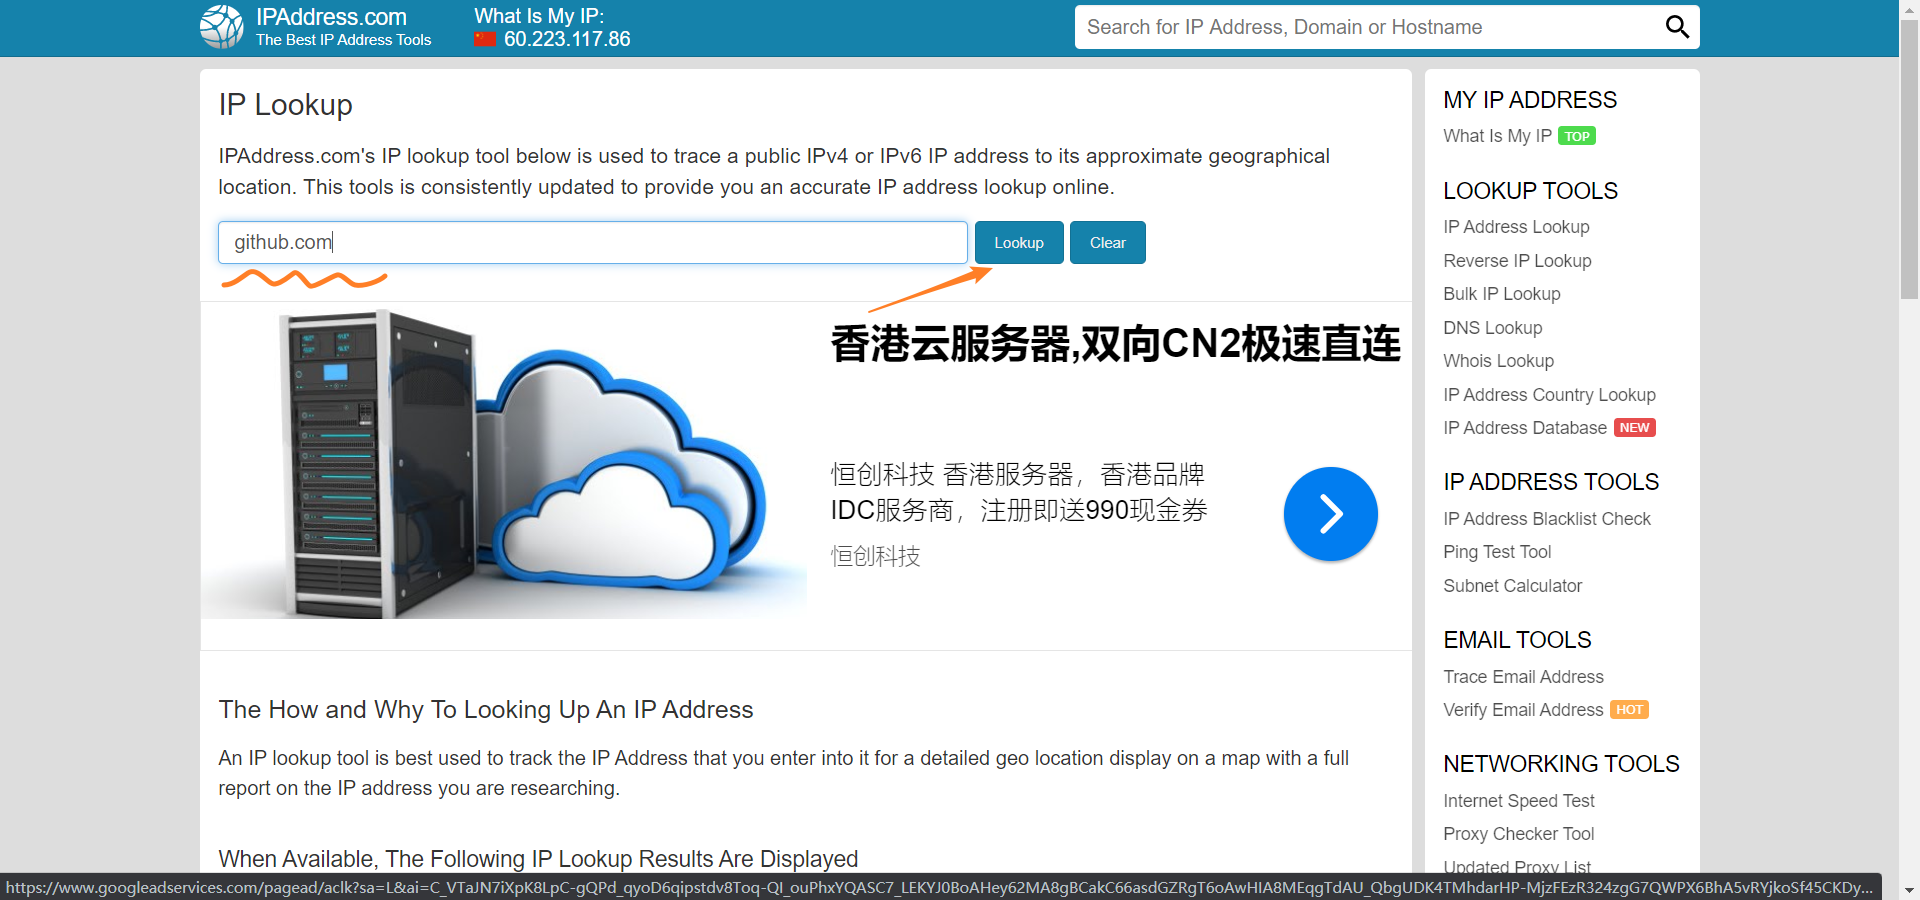 IPAddress.com
The Best IP Address Tools
What Is My IP:
60.223.117.86
Search for IP Address, Domain or Hostname
IP Lookup
IPAddress.com's IP lookup tool below is used to trace a public IPv4 or IPv6 IP address to its approximate geographical
location. This tools is consistently updated to provide you an accurate IP address lookup online.
github.com
Lookup
Clear
香港云服务器,双向CN2极速直连
恒创科技 香港服务器，香港品牌
IDC服务商，注册即送990现金券
恒创科技
The How and Why To Looking Up An IP Address
An IP lookup tool is best used to track the IP Address that you enter into it for a detailed geo location display on a map with a full
report on the IP address you are researching.
When Available, The Following IP Lookup Results Are Displayed
MY IP ADDRESS
What Is My IP TOP
LOOKUP TOOLS
IP Address Lookup
Reverse IP Lookup
Bulk IP Lookup
DNS Lookup
Whois Lookup
IP Address Country Lookup
IP Address Database NEW
IP ADDRESS TOOLS
IP Address Blacklist Check
Ping Test Tool
Subnet Calculator
EMAIL TOOLS
Trace Email Address
Verify Email Address HOT
NETWORKING TOOLS
Internet Speed Test
Proxy Checker Tool
Updated Proxy List
https://www.googleadservices.com/pagead/aclk?sa=L&ai=C_VTaJN7iXpK8LpC-gQPd_qyoD6qipstdv8Toq-QI_ouPhxYQASC7_LEKYJ0BoAHey62MA8gBCakC66asdGZRgT6oAwHIA8MEqgTdAU_QbgUDK4TMhdarHP-MjzFEzR324zgG7QWPX6BhA5vRYjkoSf45CKDy...